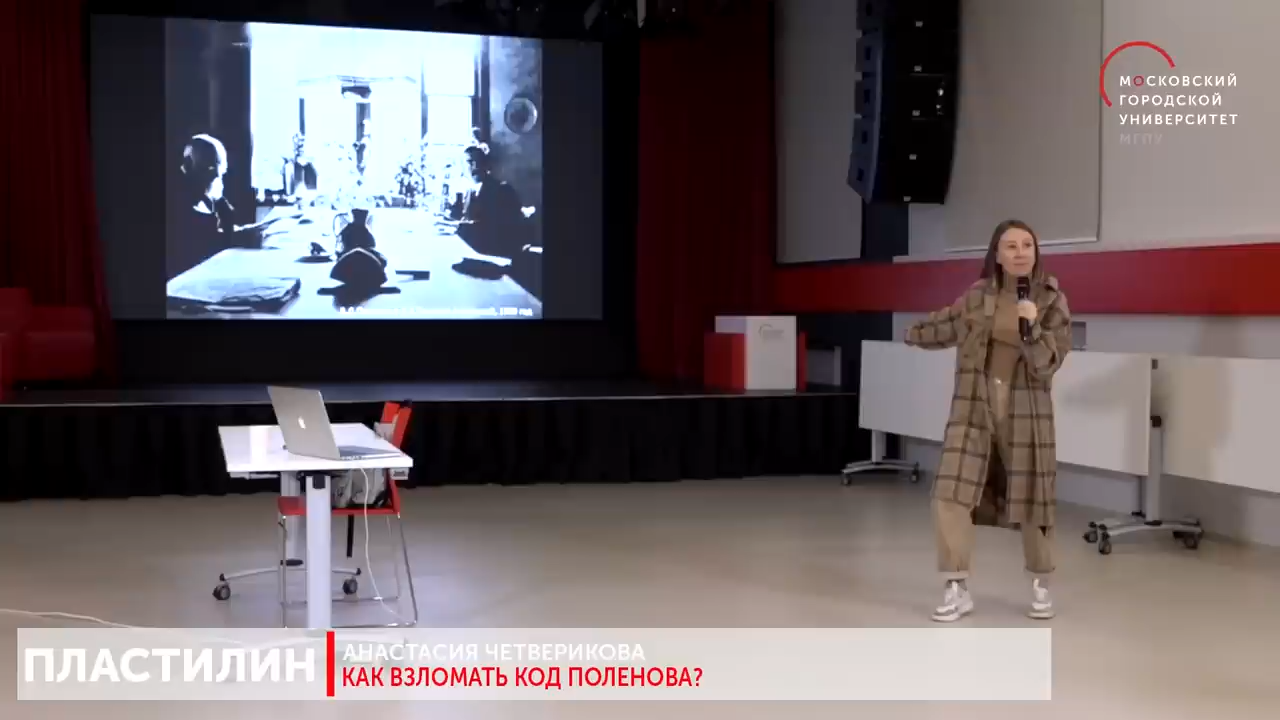 МОСКОВСКИЙ
ГОРОДСКОЙ
УНИВЕРСИТЕТ
МГПУ
ПЛАСТИЛИН
АНАСТАСИЯ ЧЕТВЕРИКОВА
КАК ВЗЛОМАТЬ КОД ПОЛЕНОВА?